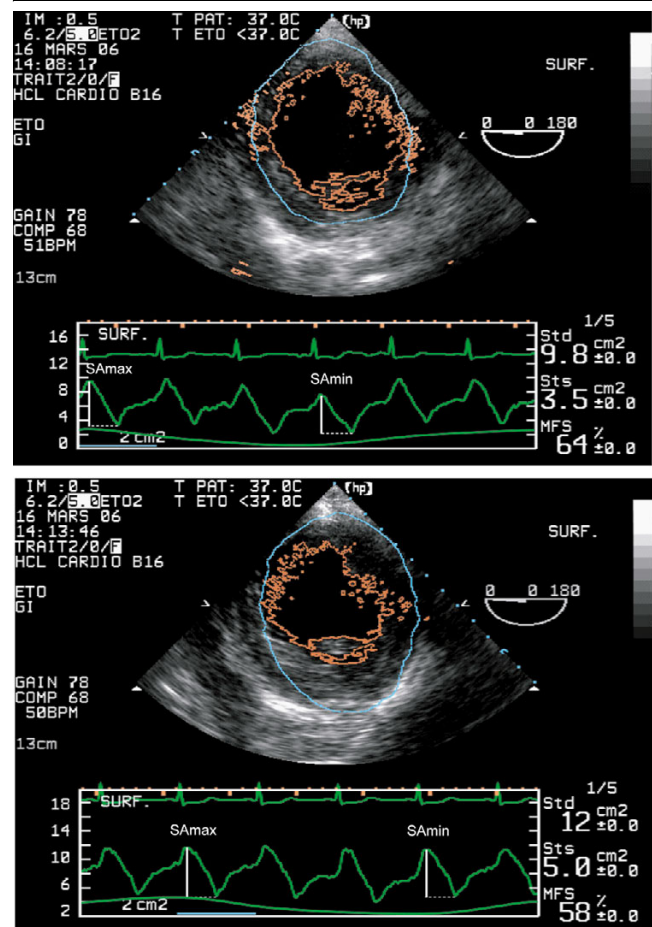 IM :0.5 T PAT: 37.0C (hp)
6.2/5.0ETO2 T ETO <37.0C
16 MARS 06
14:08:17
TRAIT2/0/F
HCL CARDIO B16
SURF.
ETO
GI
0 0 180
GAIN 78
COMP 68
51BPM
13cm
1/5
16 SURF.
12
8
4
0
SAmax
SAmin
2 cm2
Std
9.8 cm2
±0.0
Sts
3.5 cm2
±0.0
MFS
64 %
±0.0
IM :0.5 T PAT: 37.0C (hp)
6.2/5.0ETO2 T ETO <37.0C
16 MARS 06
14:13:46
TRAIT2/0/F
HCL CARDIO B16
SURF.
ETO
GI
0 0 180
GAIN 78
COMP 68
50BPM
13cm
1/5
18 SURF.
14
10
6
2
SAmax
SAmin
2 cm2
Std
12 cm2
±0.0
Sts
5.0 cm2
±0.0
MFS
58 %
±0.0